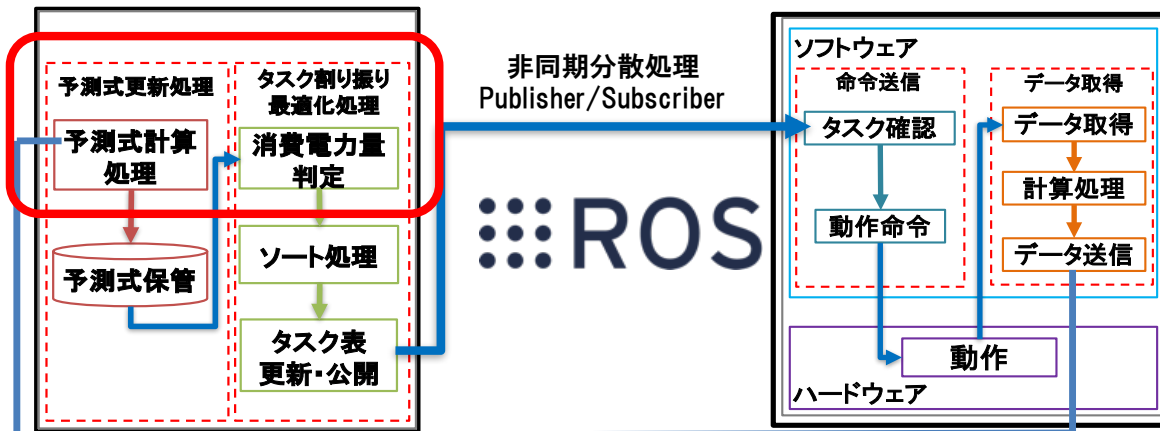 予測式更新処理
予測式計算
処理
予測式保管
タスク割り振り
最適化処理
消費電力量
判定
ソート処理
タスク表
更新・公開
非同期分散処理
Publisher/Subscriber
ROS
ソフトウェア
命令送信
タスク確認
動作命令
データ取得
データ取得
計算処理
データ送信
動作
ハードウェア